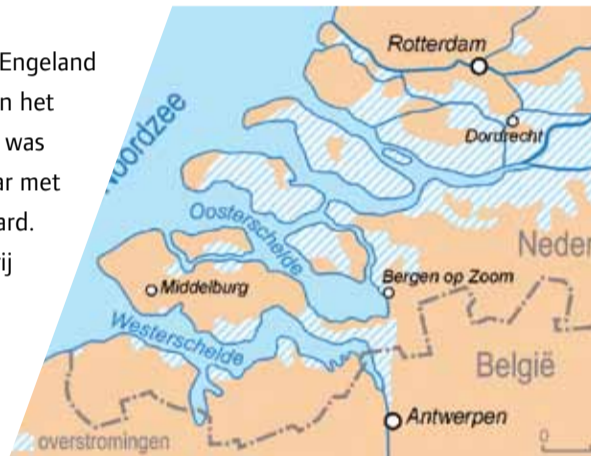 Engeland
n het
was
ar met
ard.
ij
Noordzee
Rotterdam
Dordrecht
Oosterschelde
Neder
Middelburg
Bergen op Zoom
Westerschelde
België
Antwerpen
overstromingen
0